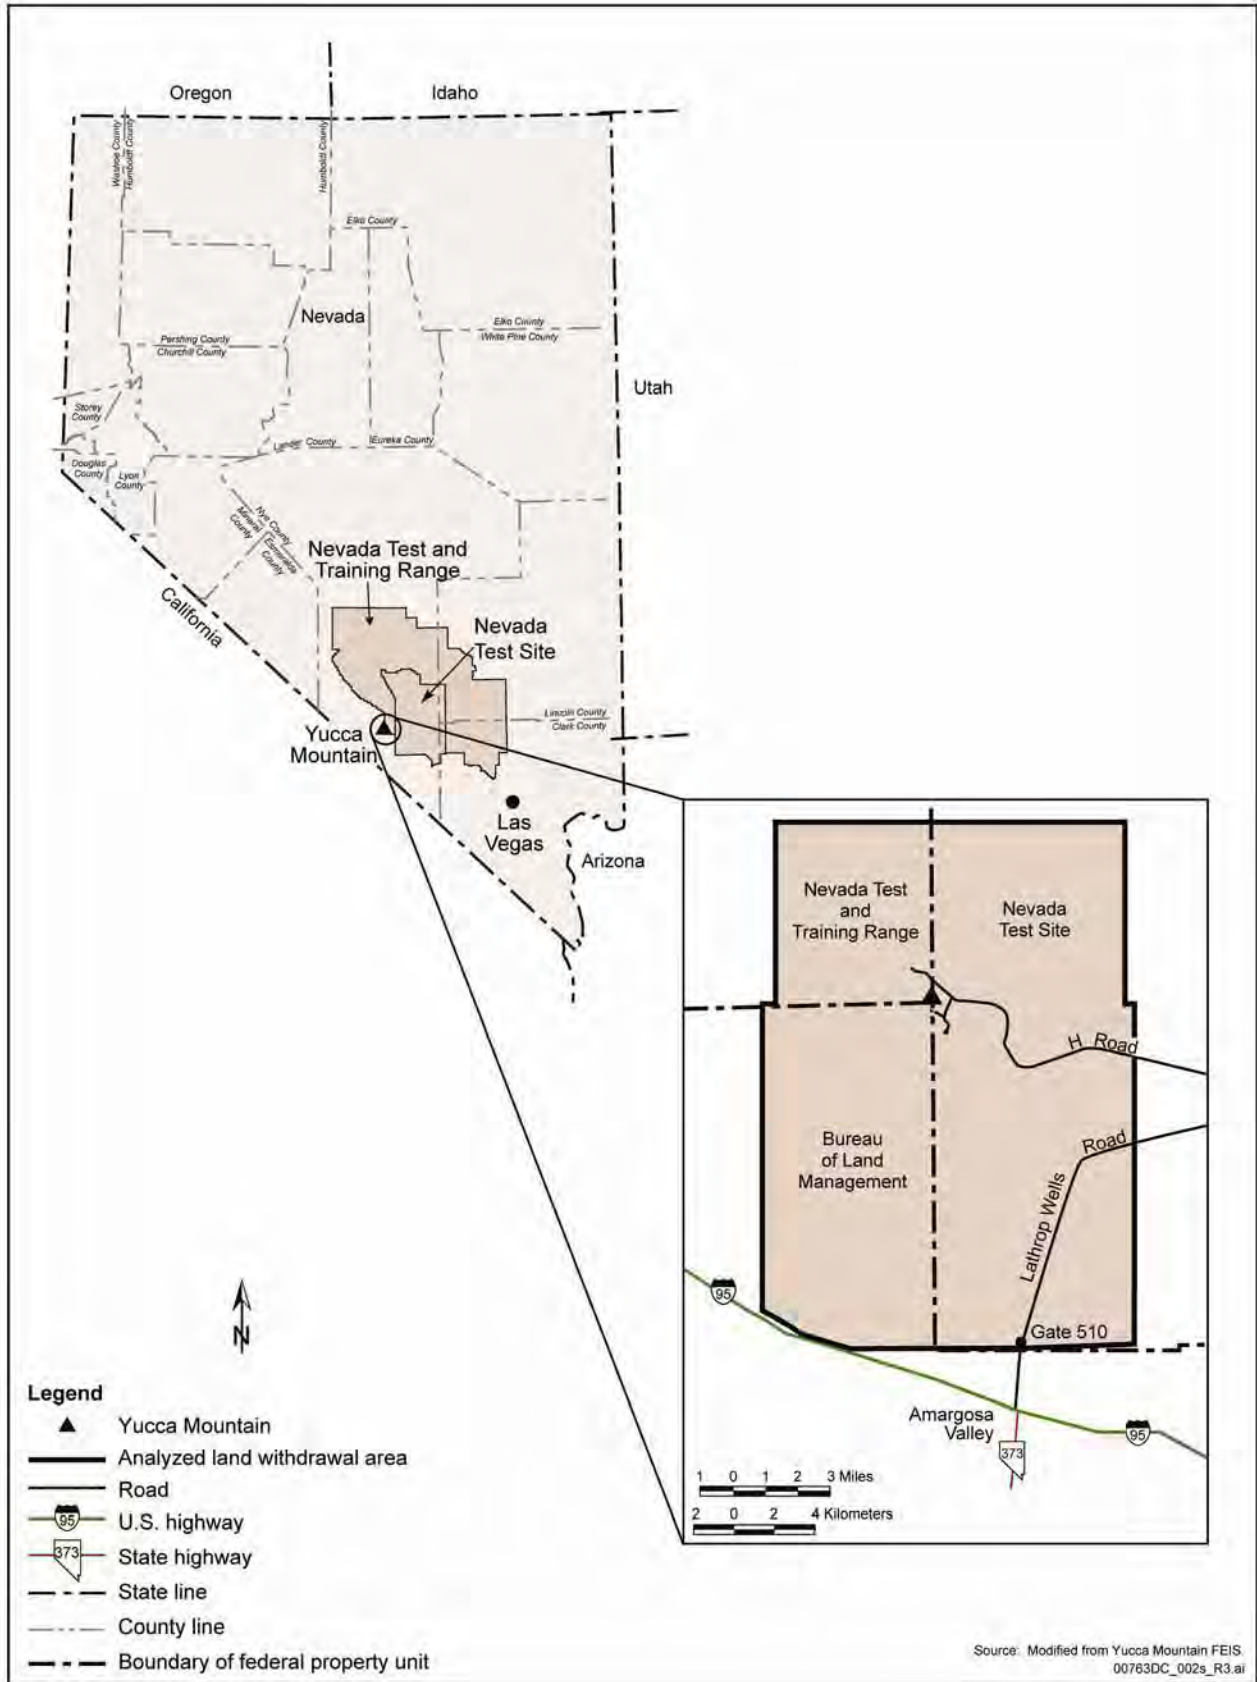 Oregon
Idaho
Washoe County
Humboldt County
Humboldt County
Elko County
Nevada
Elko County
White Pine County
Pershing County
Churchill County
Utah
Storey
County
Lander County
Eureka County
Douglas
County
Lyon
County
Nye County
Mineral
County
Esmeralda
County
Nevada Test and
Training Range
California
Nevada
Test Site
Lincoln County
Clark County
Yucca
Mountain
Las
Vegas
Arizona
Nevada Test
and
Training Range
Nevada
Test Site
H Road
Bureau
of Land
Management
Lathrop Wells Road
95
Gate 510
Amargosa
Valley
95
373
1 0 1 2 3 Miles
2 0 2 4 Kilometers
N
Legend
Yucca Mountain
Analyzed land withdrawal area
Road
95 U.S. highway
373 State highway
State line
County line
Boundary of federal property unit
Source: Modified from Yucca Mountain FEIS.
00763DC_002s_R3.ai